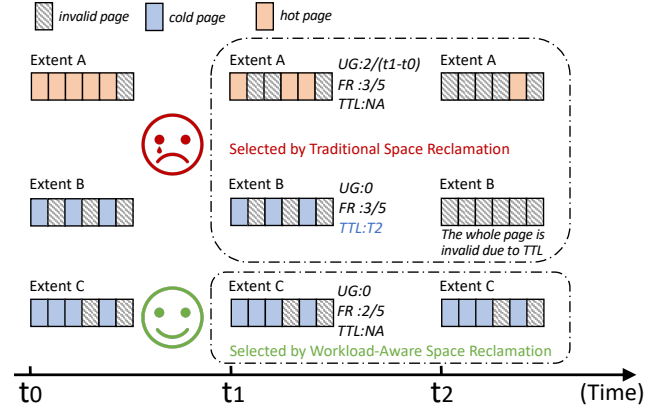 invalid page
cold page
hot page
Extent A
Extent A
UG:2/(t1-t0)
FR :3/5
TTL:NA
Extent A
Selected by Traditional Space Reclamation
Extent B
Extent B
UG:0
FR :3/5
TTL:T2
Extent B
The whole page is
invalid due to TTL
Extent C
Extent C
UG:0
FR :2/5
TTL:NA
Extent C
Selected by Workload-Aware Space Reclamation
t0
t1
t2
(Time)